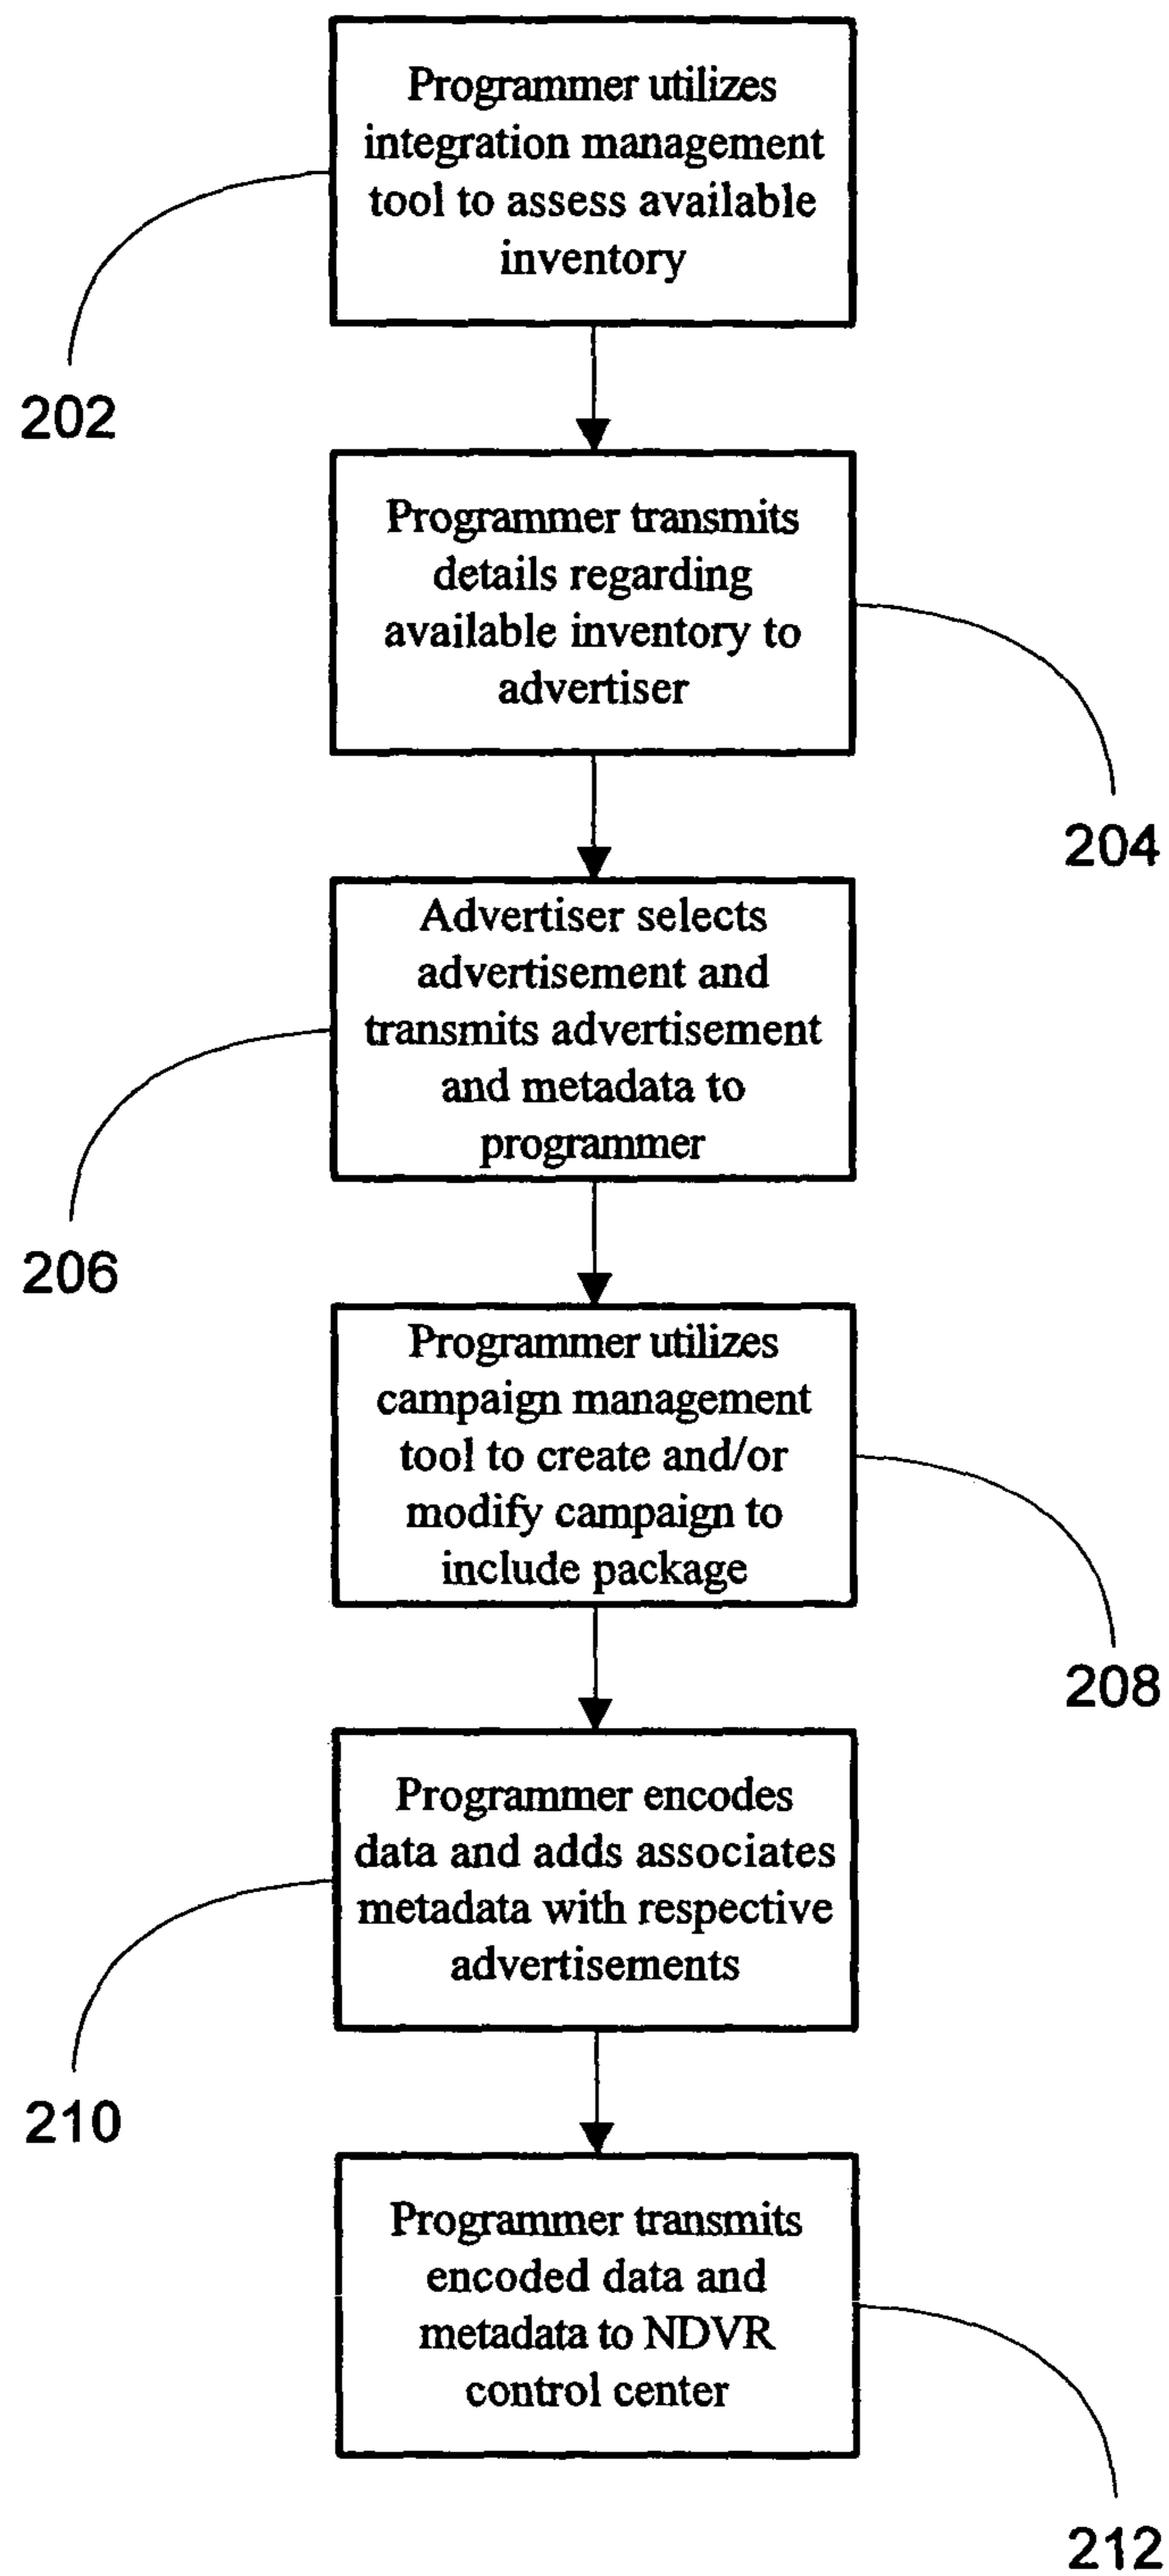 Programmer utilizes
integration management
tool to assess available
inventory
202
Programmer transmits
details regarding
available inventory to
advertiser
204
Advertiser selects
advertisement and
transmits advertisement
and metadata to
programmer
206
Programmer utilizes
campaign management
tool to create and/or
modify campaign to
include package
208
Programmer encodes
data and adds associates
metadata with respective
advertisements
210
Programmer transmits
encoded data and
metadata to NDVR
control center
212